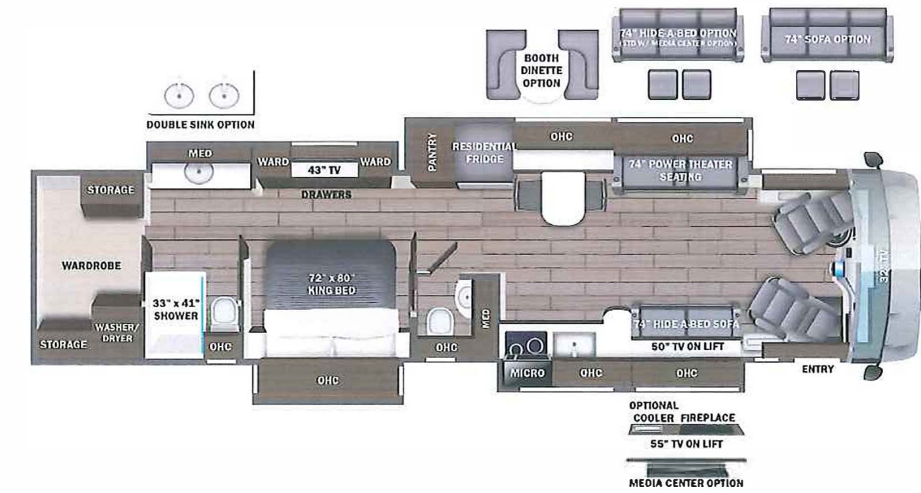 74" HIDE-A-BED OPTION
(STD W/ MEDIA CENTER OPTION)
74" SOFA OPTION
BOOTH
DINETTE
OPTION
DOUBLE SINK OPTION
MED
WARD
43" TV
WARD
DRAWERS
PANTRY
RESIDENTIAL
FRIDGE
OHC
OHC
74" POWER THEATER
SEATING
STORAGE
WARDROBE
33" x 41"
SHOWER
72" x 80"
KING BED
MED
32" TV
STORAGE
WASHER/
DRYER
OHC
OHC
OHC
MICRO
OHC
OHC
74" HIDE-A-BED SOFA
50" TV ON LIFT
ENTRY
OPTIONAL
COOLER FIREPLACE
55" TV ON LIFT
MEDIA CENTER OPTION